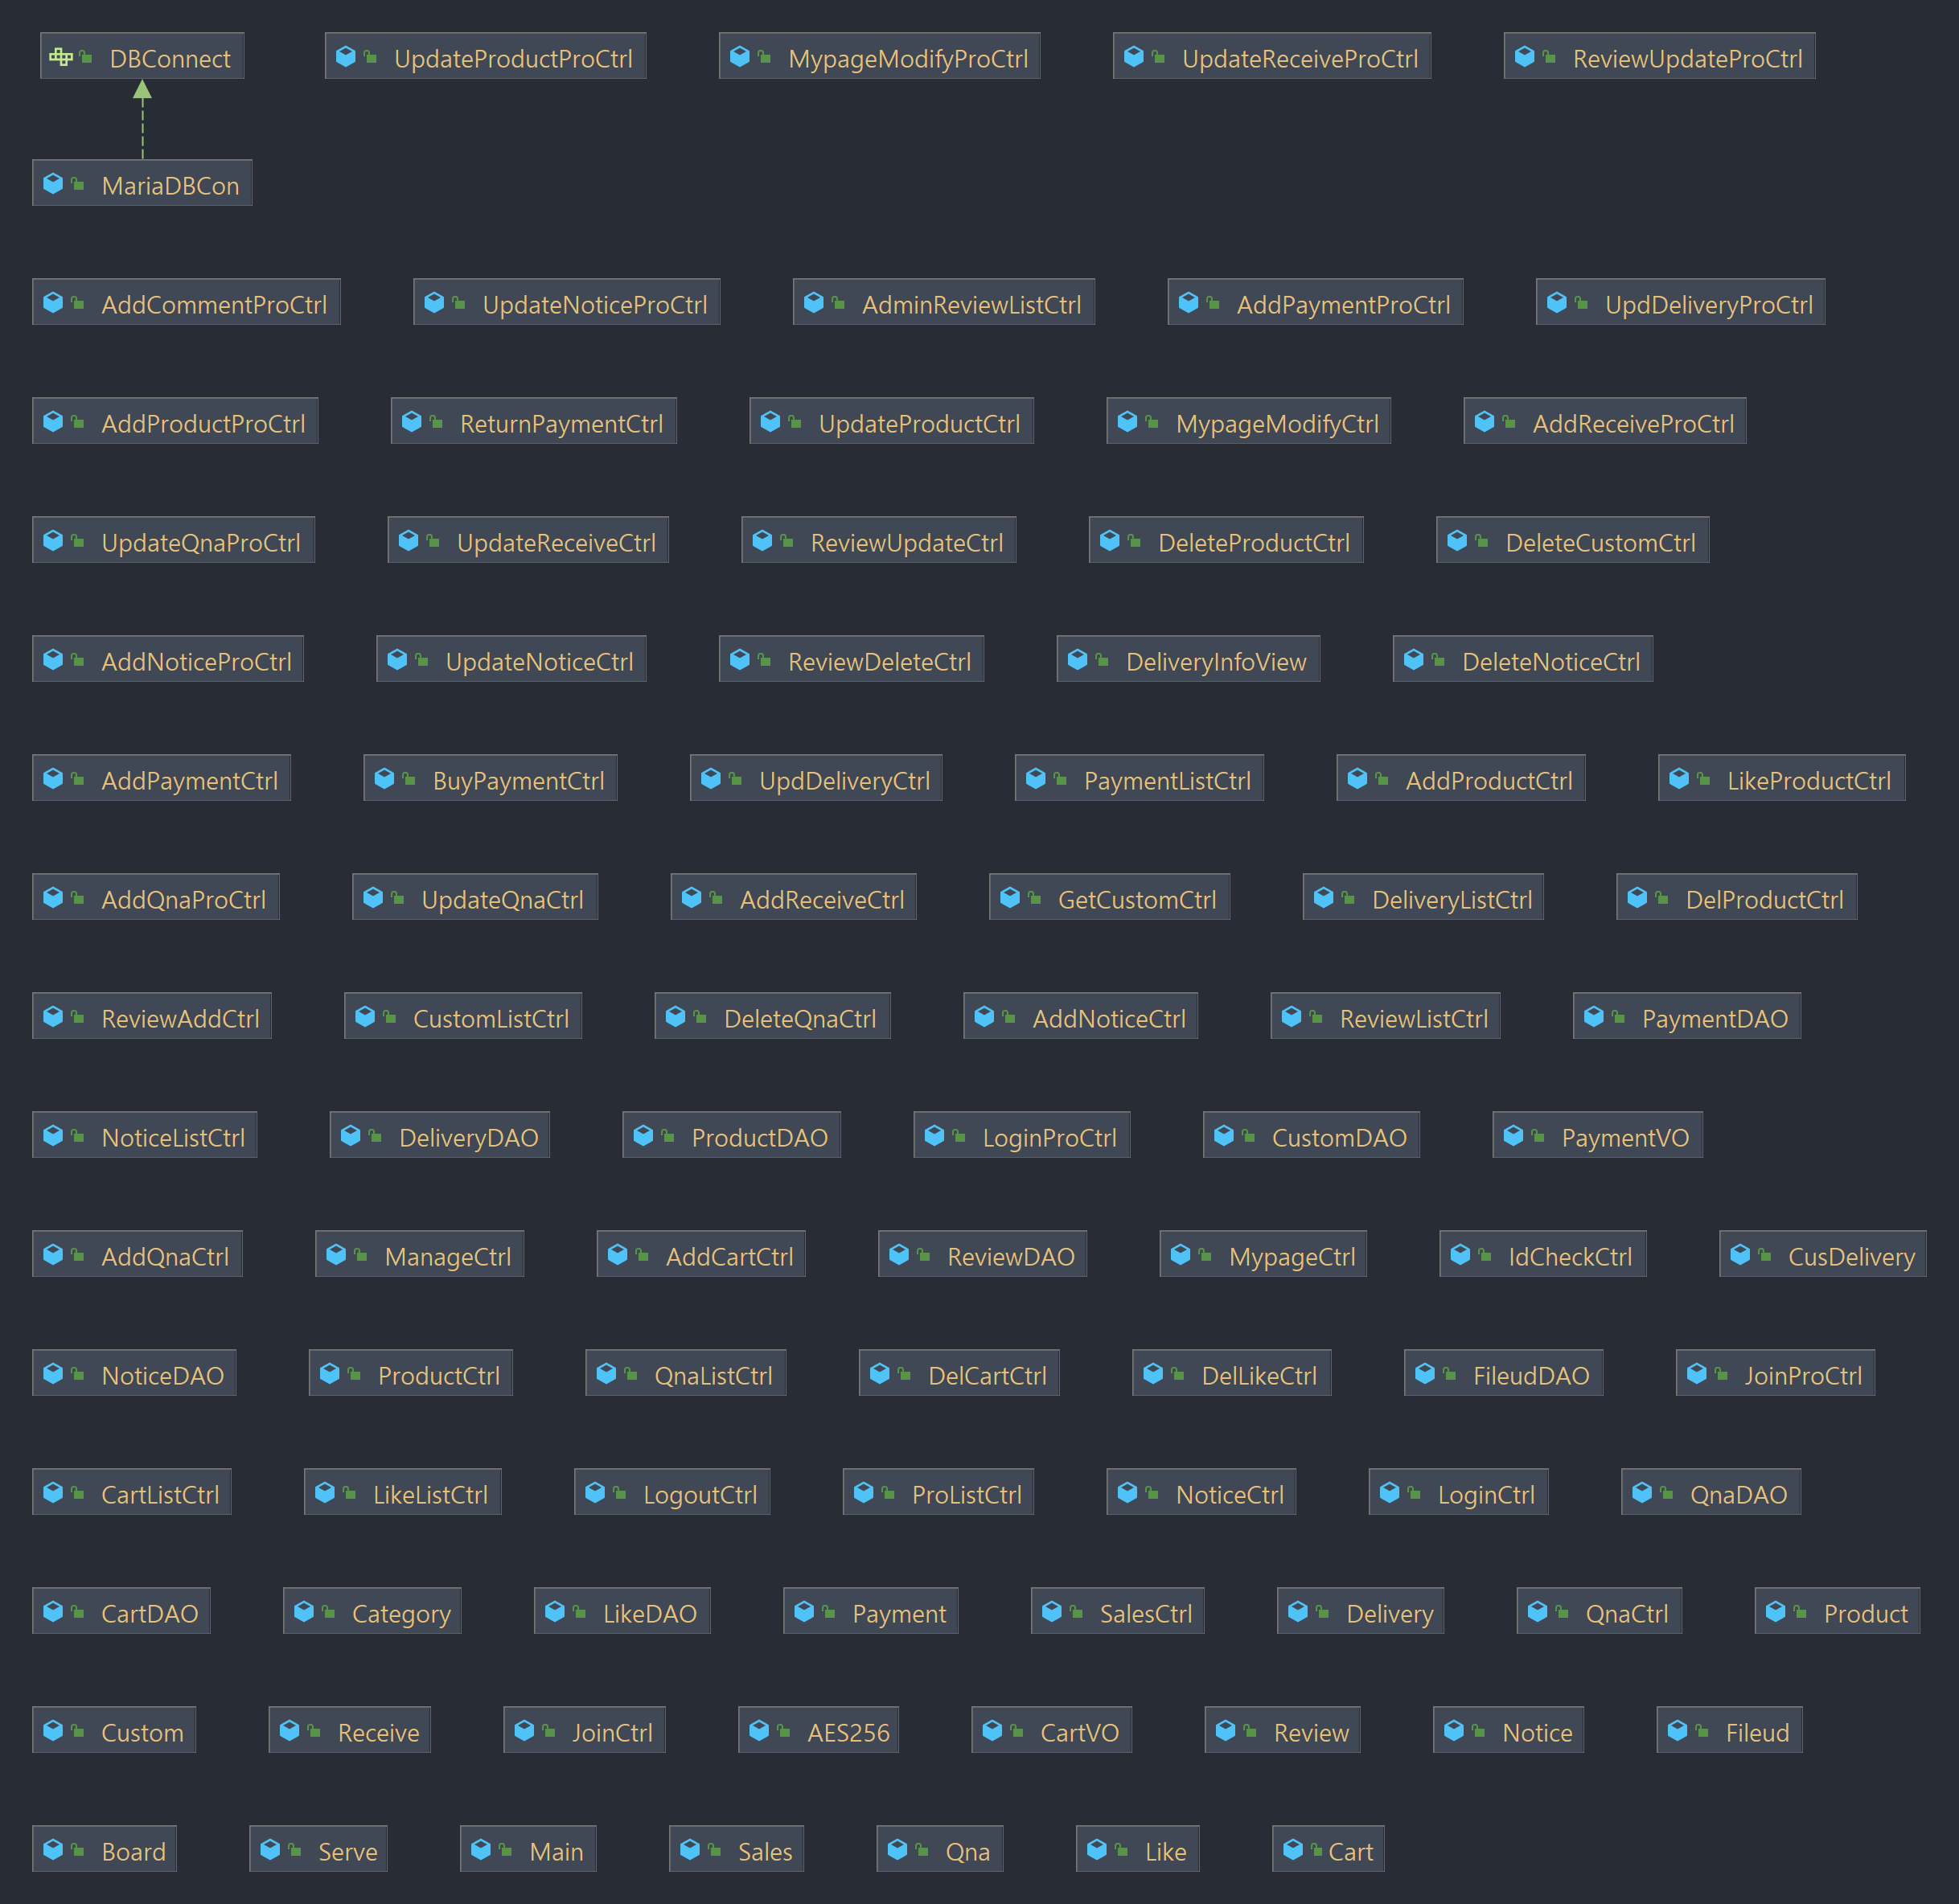 DBConnect UpdateProductProCtrl MypageModifyProCtrl UpdateReceiveProCtrl ReviewUpdateProCtrl
MariaDBCon
AddCommentProCtrl UpdateNoticeProCtrl AdminReviewListCtrl AddPaymentProCtrl UpdDeliveryProCtrl
AddProductProCtrl ReturnPaymentCtrl UpdateProductCtrl MypageModifyCtrl AddReceiveProCtrl
UpdateQnaProCtrl UpdateReceiveCtrl ReviewUpdateCtrl DeleteProductCtrl DeleteCustomCtrl
AddNoticeProCtrl UpdateNoticeCtrl ReviewDeleteCtrl DeliveryInfoView DeleteNoticeCtrl
AddPaymentCtrl BuyPaymentCtrl UpdDeliveryCtrl PaymentListCtrl AddProductCtrl LikeProductCtrl
AddQnaProCtrl UpdateQnaCtrl AddReceiveCtrl GetCustomCtrl DeliveryListCtrl DelProductCtrl
ReviewAddCtrl CustomListCtrl DeleteQnaCtrl AddNoticeCtrl ReviewListCtrl PaymentDAO
NoticeListCtrl DeliveryDAO ProductDAO LoginProCtrl CustomDAO PaymentVO
AddQnaCtrl ManageCtrl AddCartCtrl ReviewDAO MypageCtrl IdCheckCtrl CusDelivery
NoticeDAO ProductCtrl QnaListCtrl DelCartCtrl DelLikeCtrl FileudDAO JoinProCtrl
CartListCtrl LikeListCtrl LogoutCtrl ProListCtrl NoticeCtrl LoginCtrl QnaDAO
CartDAO Category LikeDAO Payment SalesCtrl Delivery QnaCtrl Product
Custom Receive JoinCtrl AES256 CartVO Review Notice Fileud
Board Serve Main Sales Qna Like Cart